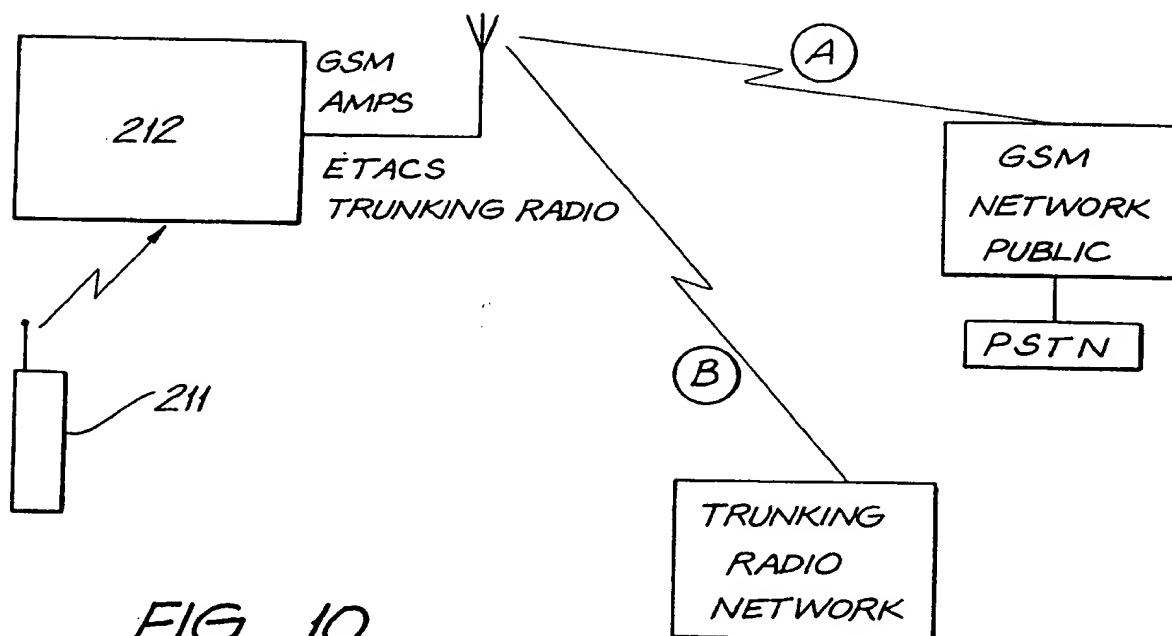 GSM
AMPS
212
ETACS
TRUNKING RADIO
A
GSM
NETWORK
PUBLIC
PSTN
211
B
TRUNKING
RADIO
NETWORK
FIG. 10